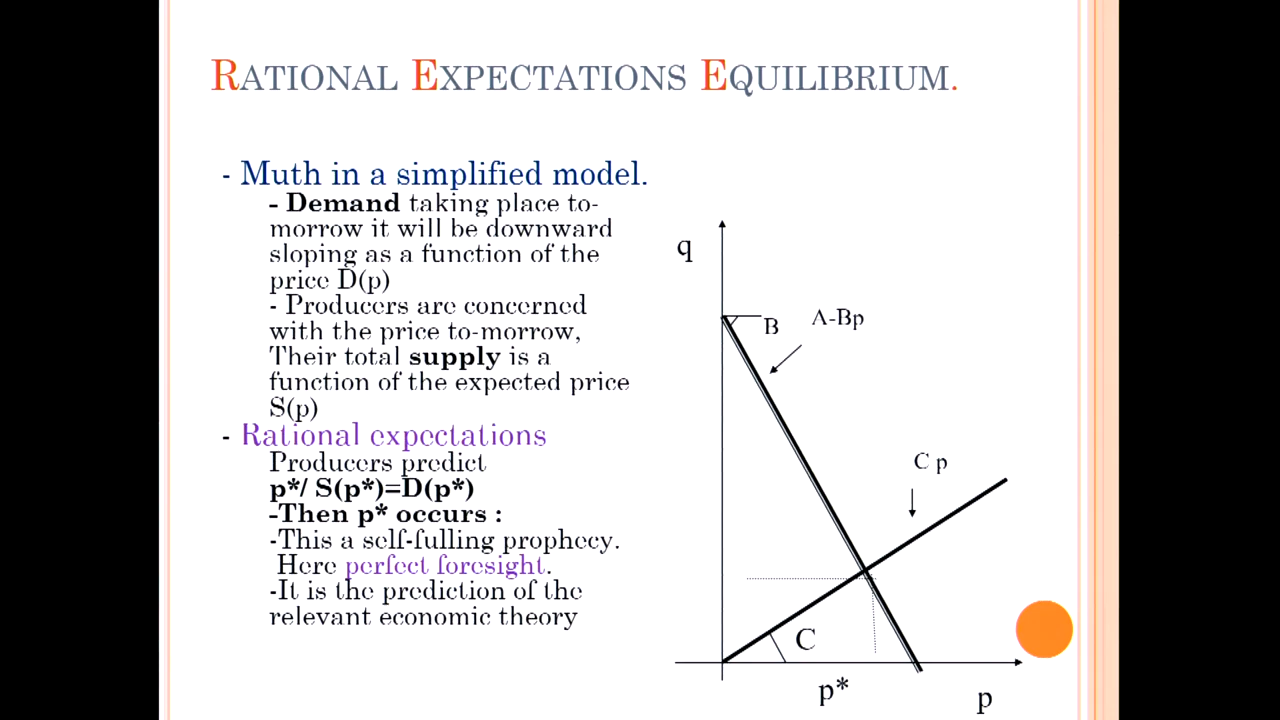 RATIONAL EXPECTATIONS EQUILIBRIUM.
- Muth in a simplified model.
- Demand taking place to-
morrow it will be downward
sloping as a function of the
price D(p)
- Producers are concerned
with the price to-morrow,
Their total supply is a
function of the expected price
S(p)
- Rational expectations
Producers predict
p*/ S(p*)=D(p*)
-Then p* occurs :
-This a self-fulling prophecy.
Here perfect foresight.
-It is the prediction of the
relevant economic theory
q
B
A-Bp
C p
C
p*
p